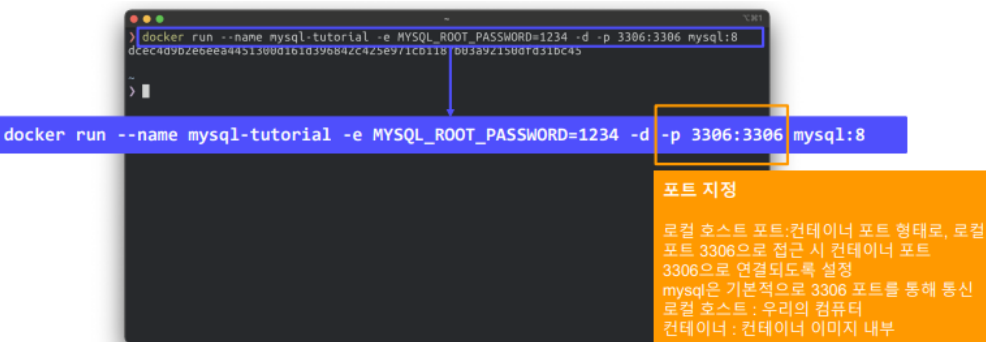 ~
⌥⌘1
❯ docker run --name mysql-tutorial -e MYSQL_ROOT_PASSWORD=1234 -d -p 3306:3306 mysql:8
~
❯
docker run --name mysql-tutorial -e MYSQL_ROOT_PASSWORD=1234 -d -p 3306:3306 mysql:8
포트 지정
로컬 호스트 포트:컨테이너 포트 형태로, 로컬
포트 3306으로 접근 시 컨테이너 포트
3306으로 연결되도록 설정
mysql은 기본적으로 3306 포트를 통해 통신
로컬 호스트 : 우리의 컴퓨터
컨테이너 : 컨테이너 이미지 내부